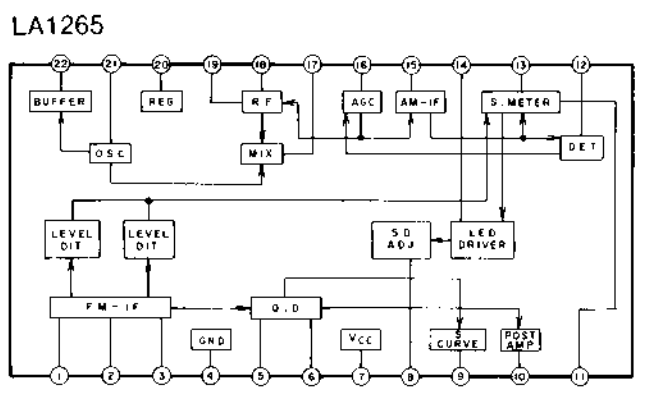 LA1265
22 21 20 19 18 17 16 15 14 13 12
BUFFER REG RF AGC AM-IF S.METER
OSC MIX DET
LEVEL DIT LEVEL DIT SD ADJ LED DRIVER
FM-IF Q.D
GND VCC S CURVE POST AMP
1 2 3 4 5 6 7 8 9 10 11